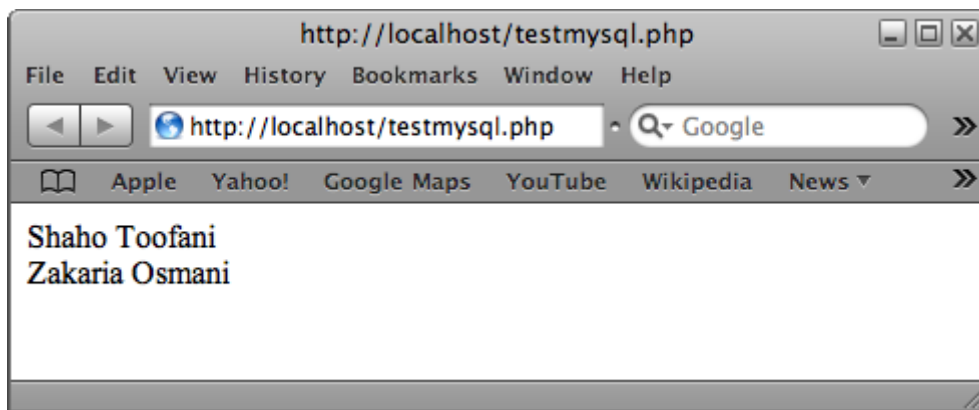 http://localhost/testmysql.php
File Edit View History Bookmarks Window Help
http://localhost/testmysql.php Google
Apple Yahoo! Google Maps YouTube Wikipedia News
Shaho Toofani
Zakaria Osmani